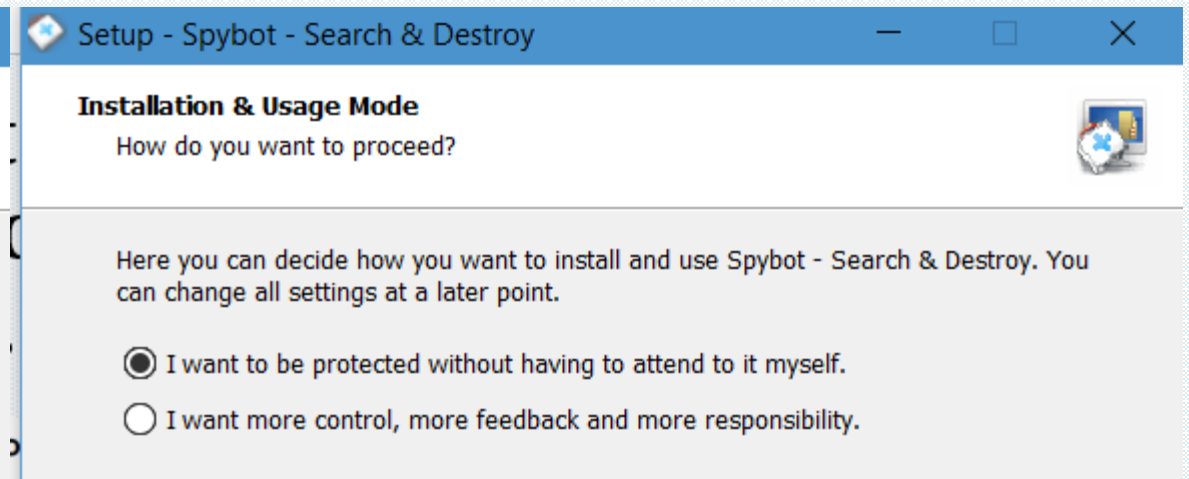 Setup - Spybot - Search & Destroy
Installation & Usage Mode
How do you want to proceed?
Here you can decide how you want to install and use Spybot - Search & Destroy. You
can change all settings at a later point.
I want to be protected without having to attend to it myself.
I want more control, more feedback and more responsibility.